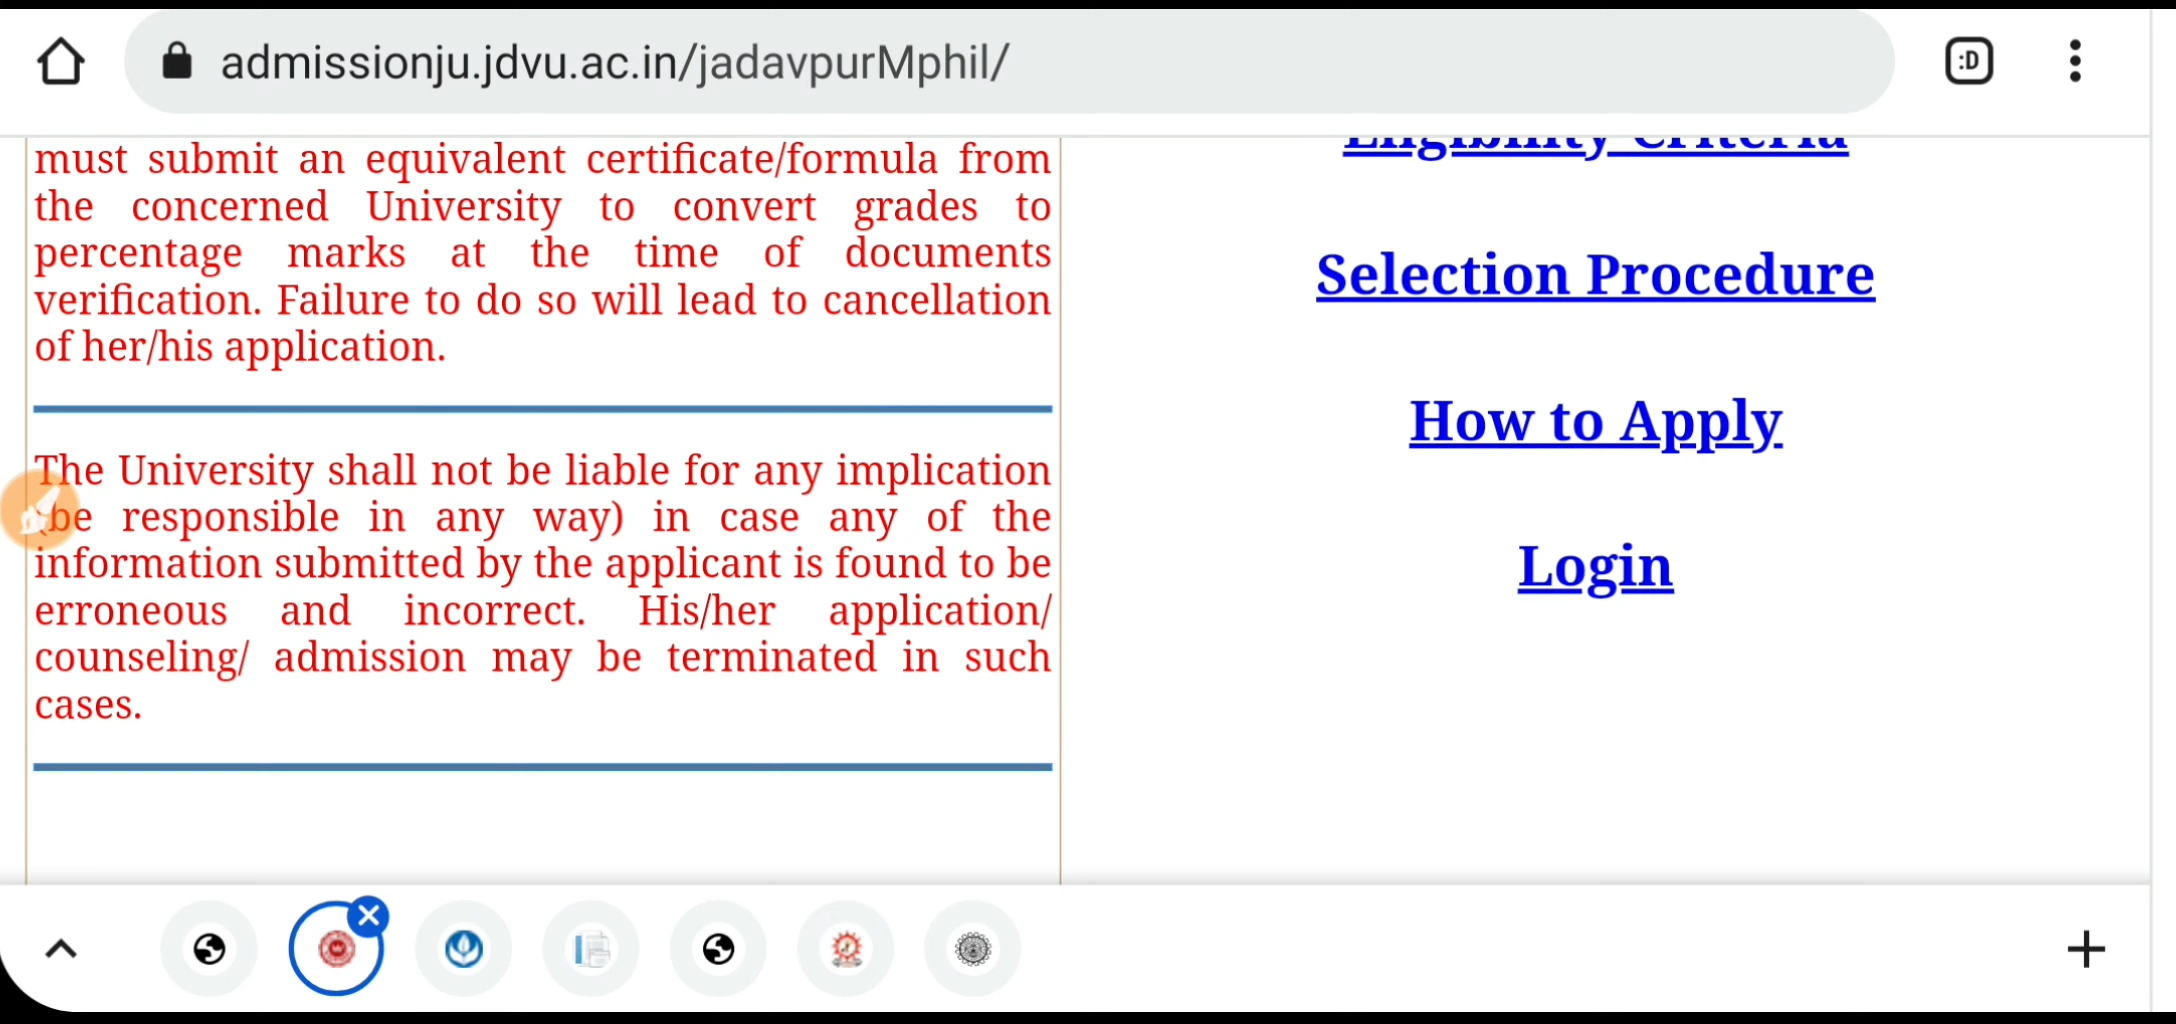 admissionju.jdvu.ac.in/jadavpurMphil/
:D
must submit an equivalent certificate/formula from
the concerned University to convert grades to
percentage marks at the time of documents
verification. Failure to do so will lead to cancellation
of her/his application.
The University shall not be liable for any implication
(be responsible in any way) in case any of the
information submitted by the applicant is found to be
erroneous and incorrect. His/her application/
counseling/ admission may be terminated in such
cases.
Eligibility Criteria
Selection Procedure
How to Apply
Login